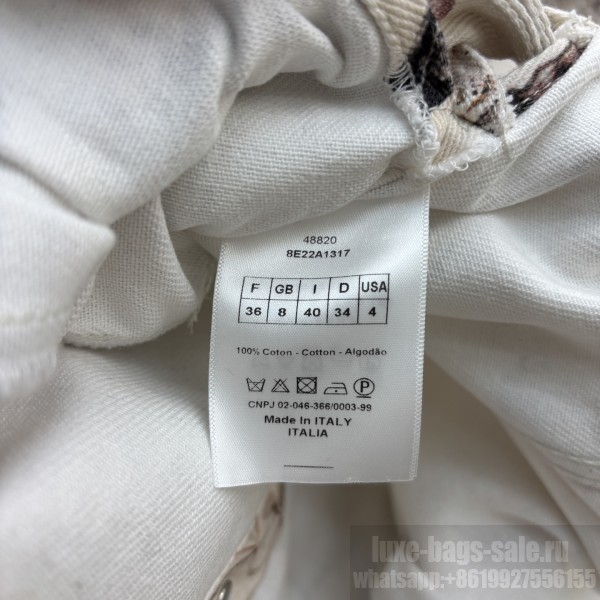 48820
8E22A1317
F GB I D USA
36 8 40 34 4
100% Coton - Cotton - Algodão
P
CNPJ 02-046-366/0003-99
Made In ITALY
ITALIA
luxe-bags-sale.ru
whatsapp:+8619927556155